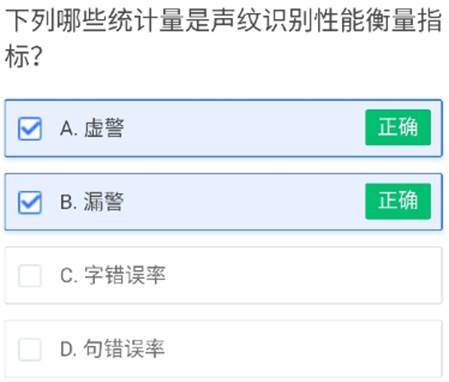 下列哪些统计量是声纹识别性能衡量指
标？
A. 虚警 正确
B. 漏警 正确
C. 字错误率
D. 句错误率